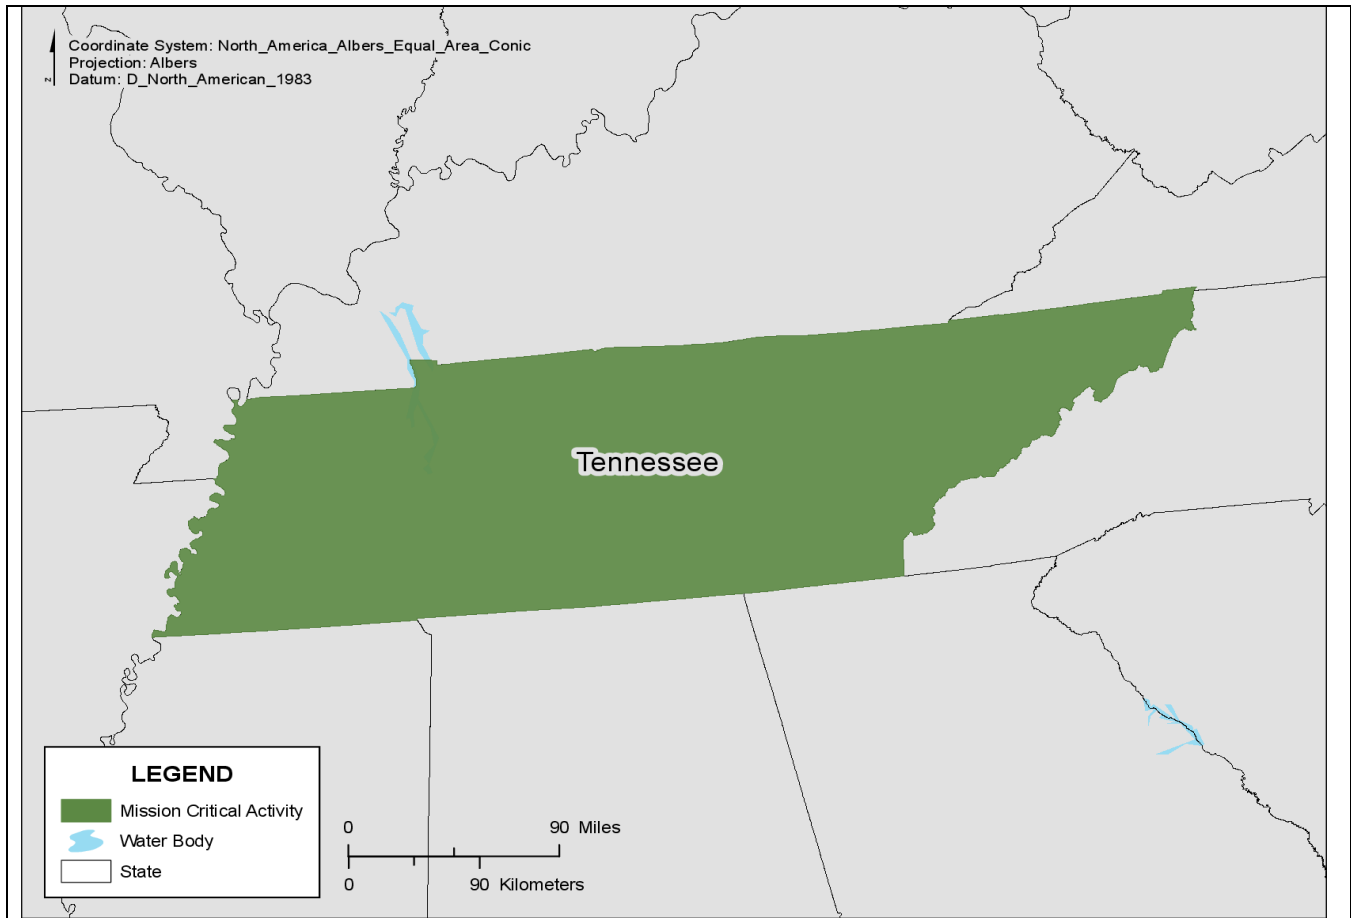 Coordinate System: North_America_Albers_Equal_Area_Conic
Projection: Albers
Datum: D_North_American_1983
N
Tennessee
LEGEND
Mission Critical Activity
Water Body
State
0 90 Miles
0 90 Kilometers